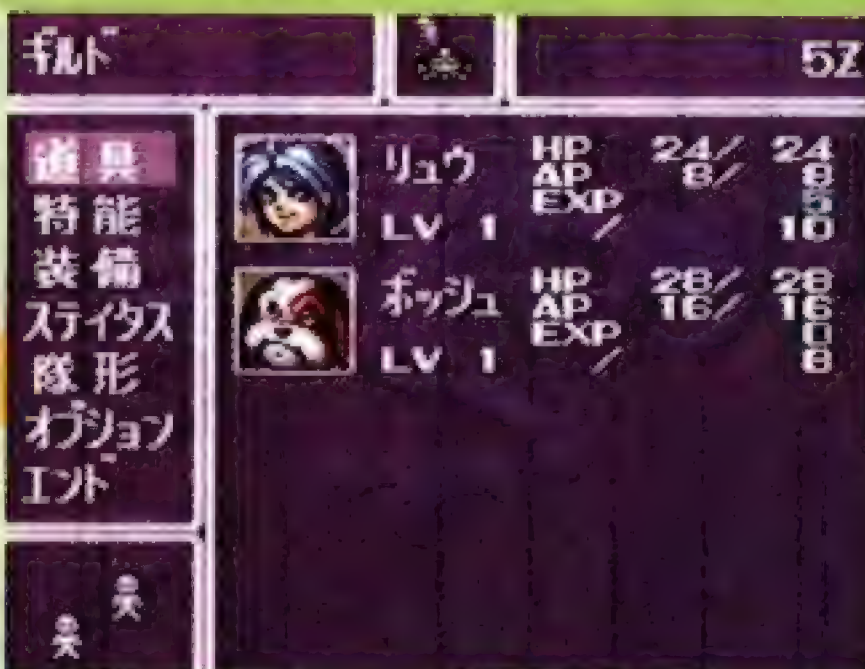 ギルド
5Z
道具
特能
装備
スティタス
隊形
オプション
エンド
リュウ
LV 1
HP 24/ 24
AP 8/ 8
EXP 5
/ 10
ボッシュ
LV 1
HP 28/ 28
AP 16/ 16
EXP 0
/ 8